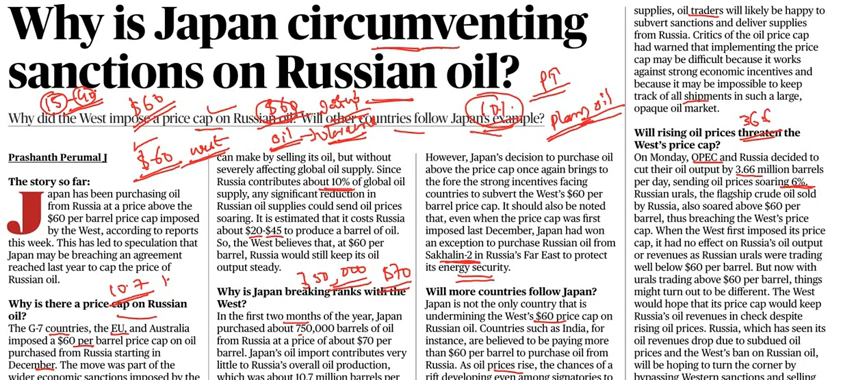 Why is Japan circumventing
sanctions on Russian oil?
Why did the West impose a price cap on Russian oil? Will other countries follow Japan's example?
Prashanth Perumal J
The story so far:
Japan has been purchasing oil
from Russia at a price above the
$60 per barrel price cap imposed
by the West, according to reports
this week. This has led to speculation that
Japan may be breaching an agreement
reached last year to cap the price of
Russian oil.
Why is there a price cap on Russian
oil?
The G-7 countries, the EU, and Australia
imposed a $60 per barrel price cap on oil
purchased from Russia starting in
December. The move was part of the
wider economic sanctions imposed by the
can make by selling its oil, but without
severely affecting global oil supply. Since
Russia contributes about 10% of global oil
supply, any significant reduction in
Russian oil supplies could send oil prices
soaring. It is estimated that it costs Russia
about $20-$45 to produce a barrel of oil.
So, the West believes that, at $60 per
barrel, Russia would still keep its oil
output steady.
750,000 $70
Why is Japan breaking ranks with the
West?
In the first two months of the year, Japan
purchased about 750,000 barrels of oil
from Russia at a price of about $70 per
barrel. Japan's oil import contributes very
little to Russia's overall oil production,
which was about 10.7 million barrels per
However, Japan's decision to purchase oil
above the price cap once again brings to
the fore the strong incentives facing
countries to subvert the West's $60 per
barrel price cap. It should also be noted
that, even when the price cap was first
imposed last December, Japan had won
an exception to purchase Russian oil from
Sakhalin-2 in Russia's Far East to protect
its energy security.
Will more countries follow Japan?
Japan is not the only country that is
undermining the West's $60 price cap on
Russian oil. Countries such as India, for
instance, are believed to be paying more
than $60 per barrel to purchase oil from
Russia. As oil prices rise, the chances of a
rift developing even among signatories to
supplies, oil traders will likely be happy to
subvert sanctions and deliver supplies
from Russia. Critics of the oil price cap
had warned that implementing the price
cap may be difficult because it works
against strong economic incentives and
because it may be impossible to keep
track of all shipments in such a large,
opaque oil market.
Will rising oil prices threaten the
West's price cap?
On Monday, OPEC and Russia decided to
cut their oil output by 3.66 million barrels
per day, sending oil prices soaring 6%.
Russian urals, the flagship crude oil sold
by Russia, also soared above $60 per
barrel, thus breaching the West's price
cap. When the West first imposed its price
cap, it had no effect on Russia's oil output
or revenues as Russian urals were trading
well below $60 per barrel. But now with
urals trading above $60 per barrel, things
might turn out to be different. The West
would hope that its price cap would keep
Russia's oil revenues in check despite
rising oil prices. Russia, which has seen its
oil revenues drop due to subdued oil
prices and the West's ban on Russian oil,
will be hoping to turn the corner by
bypassing Western sanctions and selling
$60
$60
$60 west
10%
10.7